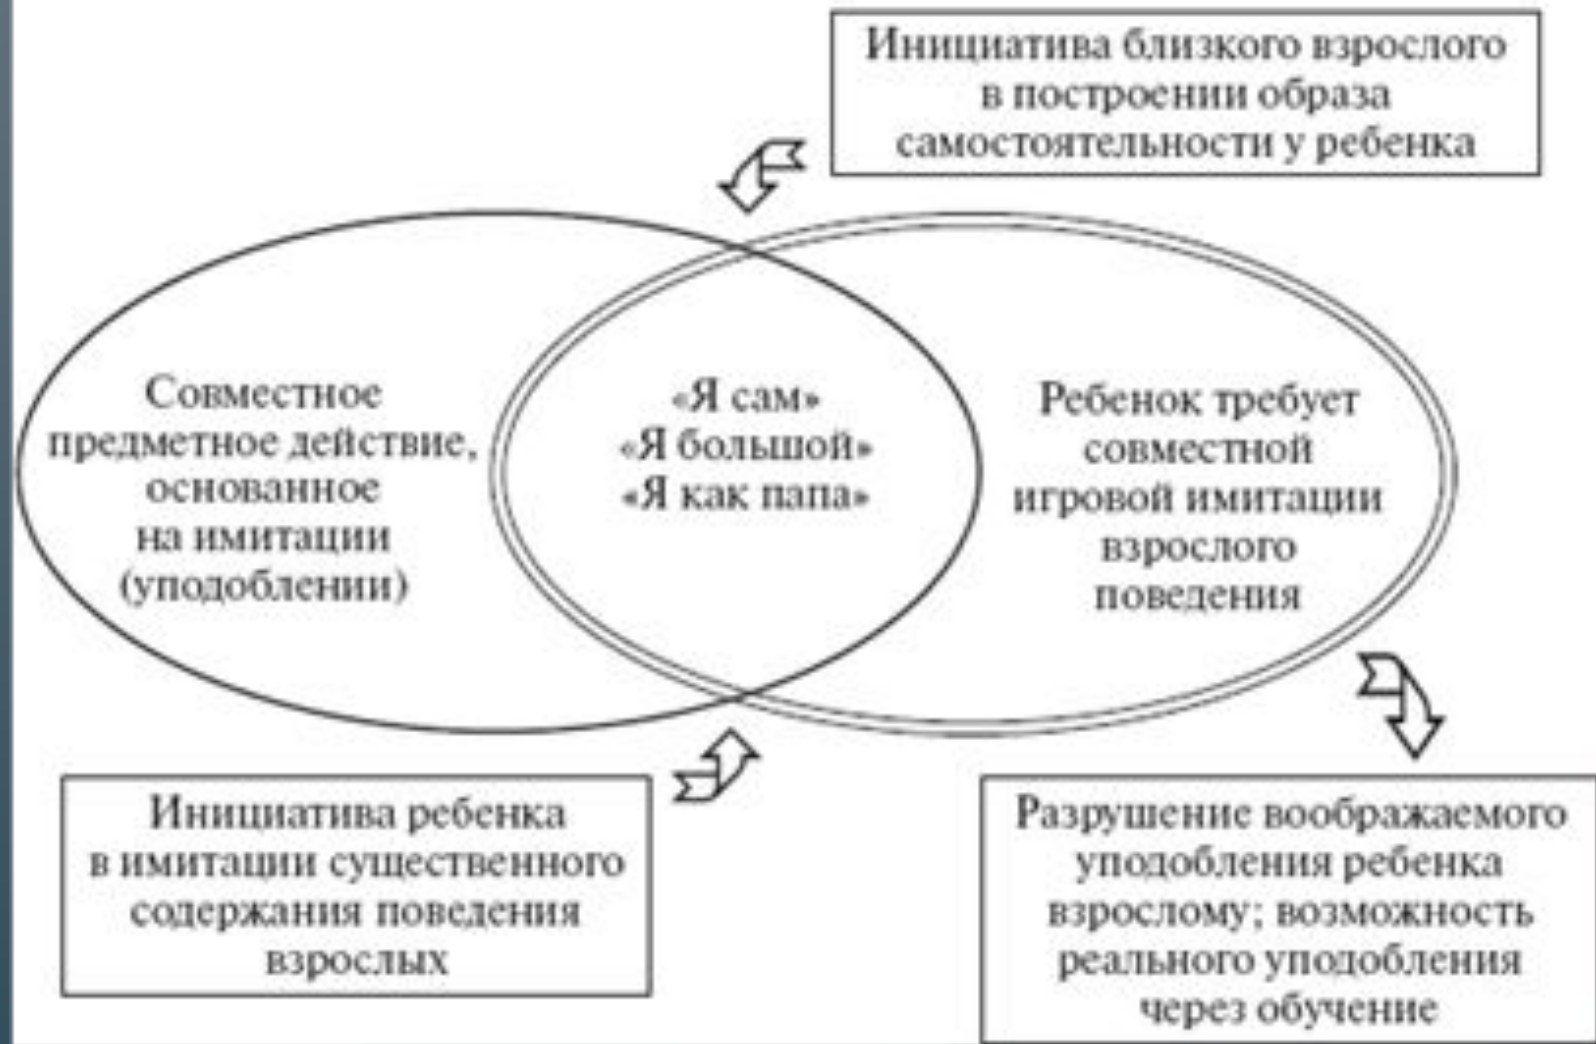 Инициатива близкого взрослого
в построении образа
самостоятельности у ребенка
Совместное
предметное действие,
основанное
на имитации
(уподоблении)
«Я сам»
«Я большой»
«Я как папа»
Ребенок требует
совместной
игровой имитации
взрослого
поведения
Инициатива ребенка
в имитации существенного
содержания поведения
взрослых
Разрушение воображаемого
уподобления ребенка
взрослому; возможность
реального уподобления
через обучение